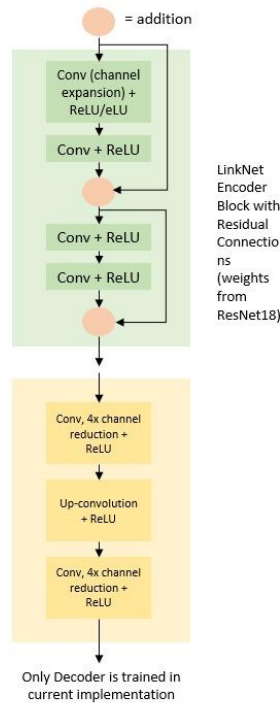 = addition
Conv (channel
expansion) +
ReLU/eLU
Conv + ReLU
Conv + ReLU
Conv + ReLU
LinkNet
Encoder
Block with
Residual
Connectio
ns
(weights
from
ResNet18)
Conv, 4x channel
reduction +
ReLU
Up-convolution
+ ReLU
Conv, 4x channel
reduction +
ReLU
Only Decoder is trained in
current implementation